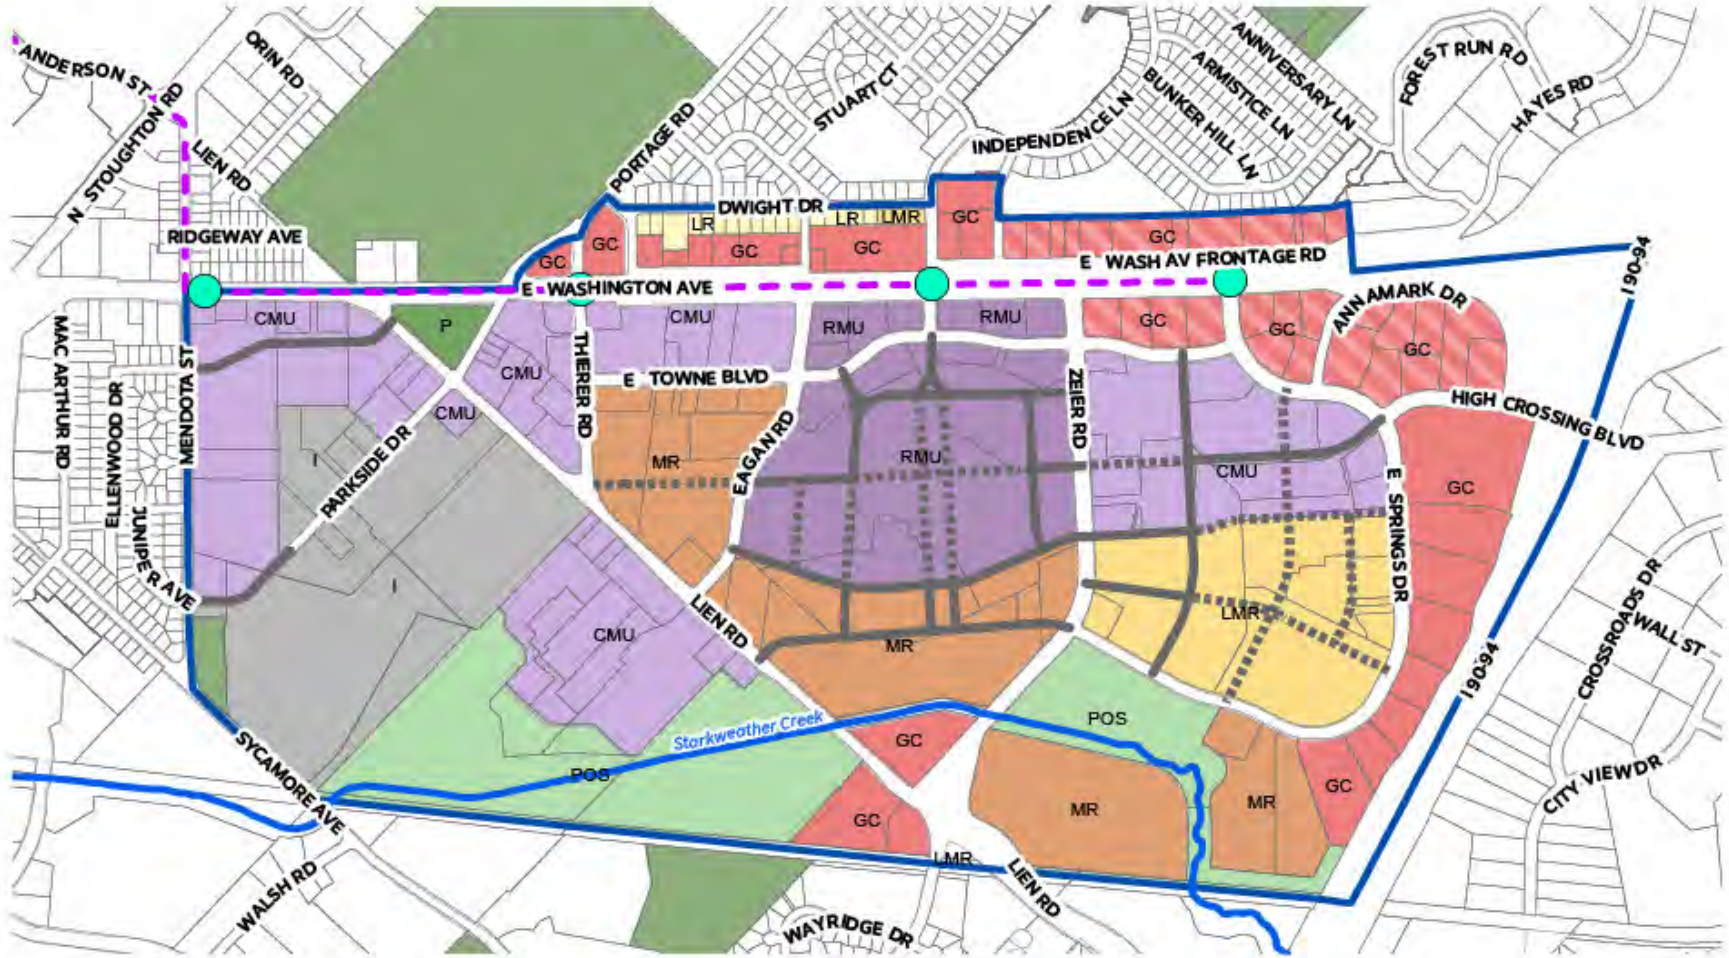 ANDERSON ST
ORIN RD
N STOUGHTON RD
LIEN RD
RIDGEWAY AVE
PORTAGE RD
STUART CT
INDEPENDENCE LN
ANNIVERSARY LN
ARMISTICE LN
BUNKER HILL LN
FOREST RUN RD
HAYES RD
DWIGHT DR
LR
LR
LMR
GC
GC
GC
GC
GC
GC
E WASH AV FRONTAGE RD
E WASHINGTON AVE
I 90-94
ANNAMARK DR
CMU
P
CMU
RMU
RMU
GC
GC
GC
MAC ARTHUR RD
ELLENWOOD DR
MENDOTA ST
THIERER RD
CMU
E TOWNE BLVD
ZEIER RD
HIGH CROSSING BLVD
CMU
EAGAN RD
PARKSIDE DR
I
MR
RMU
CMU
GC
E SPRINGS DR
JUNIPER AVE
I
CMU
LIEN RD
MR
LMR
CROSSROADS DR
WALL ST
I 90-94
POS
Starkweather Creek
GC
POS
SYCAMORE AVE
GC
MR
MR
GC
CITY VIEW DR
LMR
LIEN RD
WALSH RD
WAYRIDGE DR